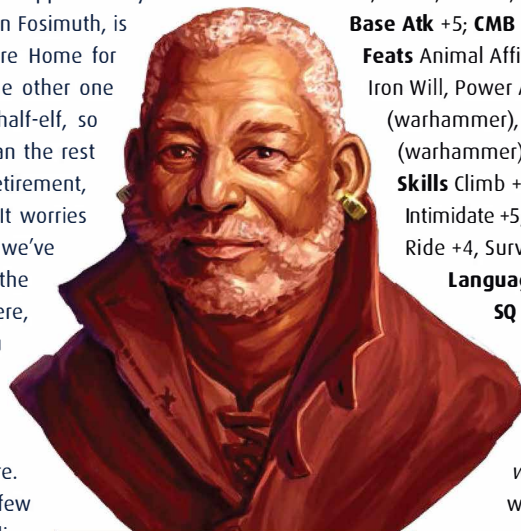 n Fosimuth, is
re Home for
e other one
half-elf, so
an the rest
etirement,
It worries
we've
the
ere,
re.
few
Base Atk +5; CMB
Feats Animal Affi
Iron Will, Power A
(warhammer),
(warhammer)
Skills Climb +
Intimidate +5,
Ride +4, Surv
Languag
SQ
w